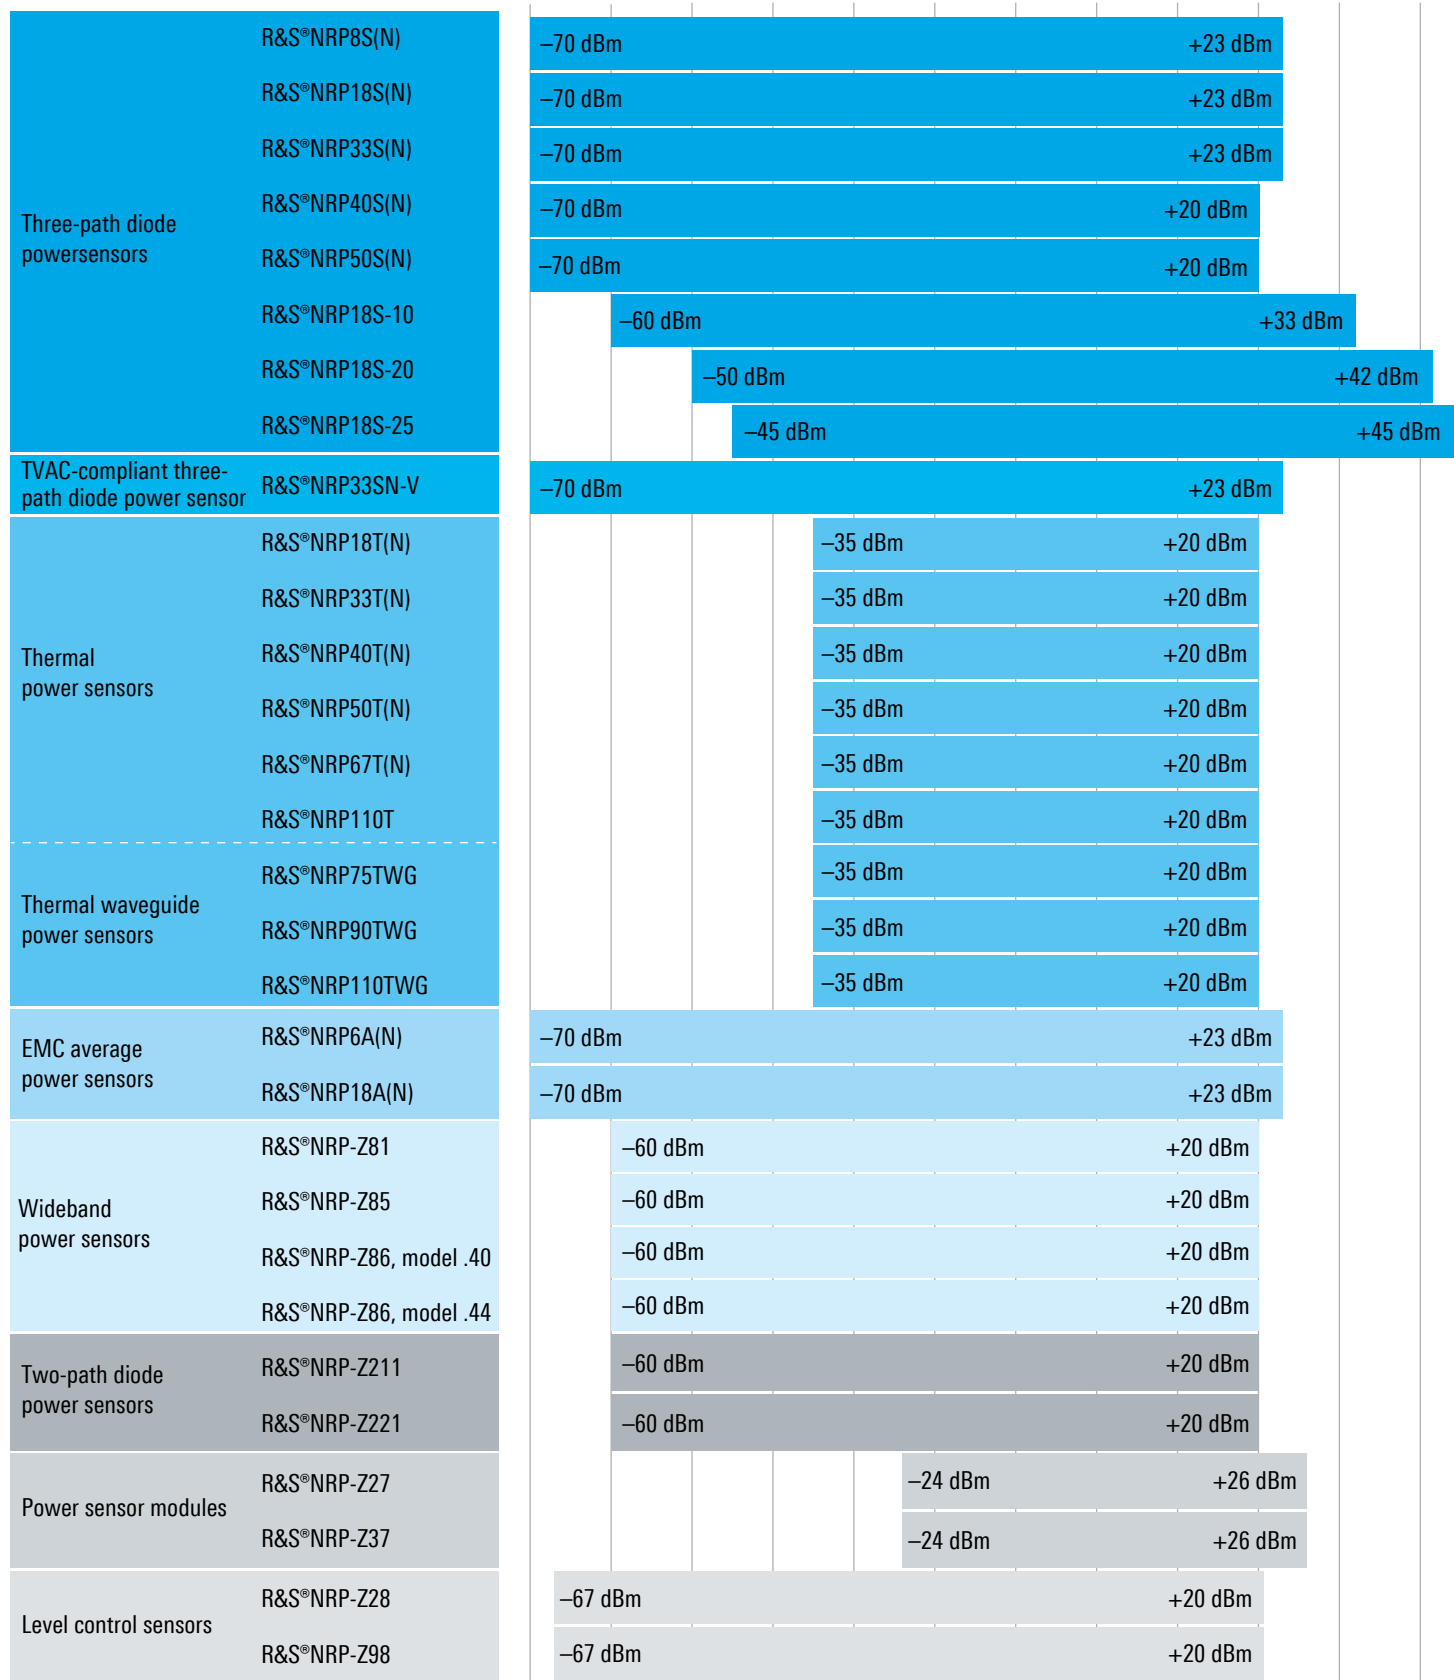 R&S®NRP8S(N) –70 dBm +23 dBm
R&S®NRP18S(N) –70 dBm +23 dBm
R&S®NRP33S(N) –70 dBm +23 dBm
Three-path diode
powersensors
R&S®NRP40S(N) –70 dBm +20 dBm
R&S®NRP50S(N) –70 dBm +20 dBm
R&S®NRP18S-10 –60 dBm +33 dBm
R&S®NRP18S-20 –50 dBm +42 dBm
R&S®NRP18S-25 –45 dBm +45 dBm
TVAC-compliant three-
path diode power sensor
R&S®NRP33SN-V –70 dBm +23 dBm
R&S®NRP18T(N) –35 dBm +20 dBm
R&S®NRP33T(N) –35 dBm +20 dBm
Thermal
power sensors
R&S®NRP40T(N) –35 dBm +20 dBm
R&S®NRP50T(N) –35 dBm +20 dBm
R&S®NRP67T(N) –35 dBm +20 dBm
R&S®NRP110T –35 dBm +20 dBm
R&S®NRP75TWG –35 dBm +20 dBm
Thermal waveguide
power sensors
R&S®NRP90TWG –35 dBm +20 dBm
R&S®NRP110TWG –35 dBm +20 dBm
EMC average
power sensors
R&S®NRP6A(N) –70 dBm +23 dBm
R&S®NRP18A(N) –70 dBm +23 dBm
R&S®NRP-Z81 –60 dBm +20 dBm
Wideband
power sensors
R&S®NRP-Z85 –60 dBm +20 dBm
R&S®NRP-Z86, model .40 –60 dBm +20 dBm
R&S®NRP-Z86, model .44 –60 dBm +20 dBm
Two-path diode
power sensors
R&S®NRP-Z211 –60 dBm +20 dBm
R&S®NRP-Z221 –60 dBm +20 dBm
Power sensor modules
R&S®NRP-Z27 –24 dBm +26 dBm
R&S®NRP-Z37 –24 dBm +26 dBm
Level control sensors
R&S®NRP-Z28 –67 dBm +20 dBm
R&S®NRP-Z98 –67 dBm +20 dBm